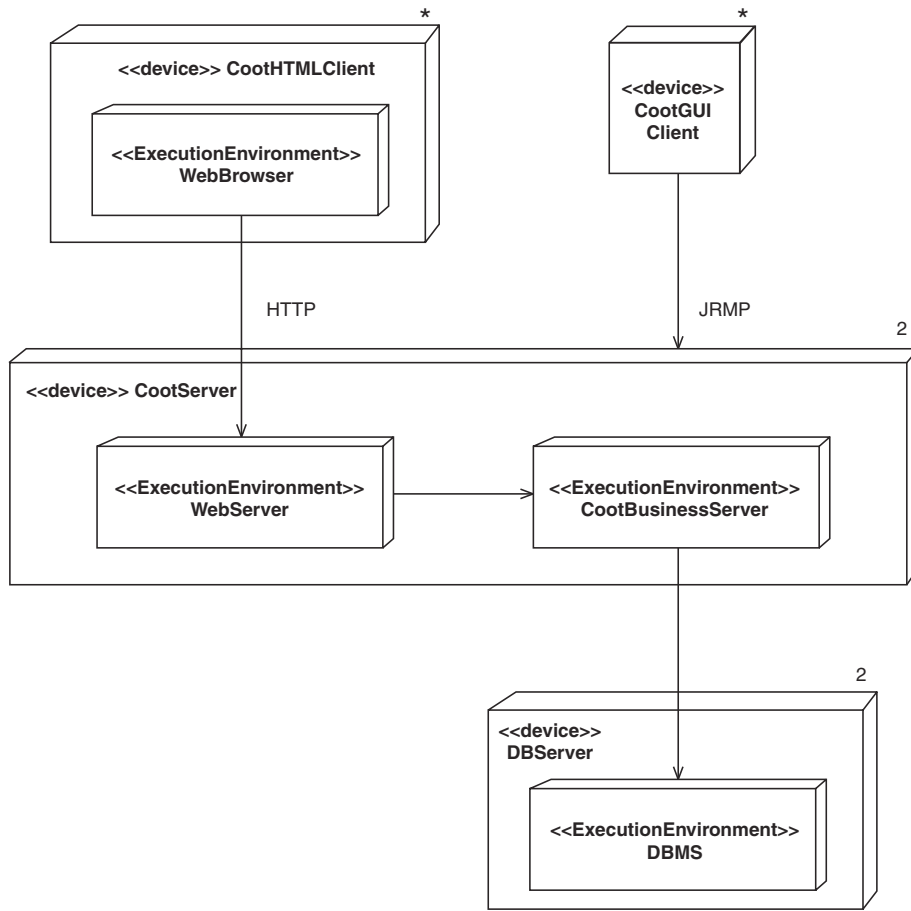 *
*
<<device>> CootHTMLClient
<<ExecutionEnvironment>>
WebBrowser
<<device>>
CootGUI
Client
HTTP
JRMP
2
<<device>> CootServer
<<ExecutionEnvironment>>
WebServer
<<ExecutionEnvironment>>
CootBusinessServer
2
<<device>>
DBServer
<<ExecutionEnvironment>>
DBMS